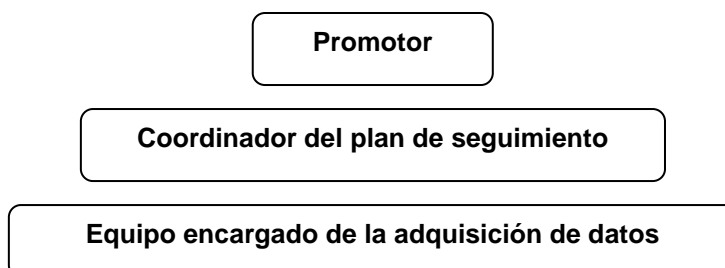 Promotor
Coordinador del plan de seguimiento
Equipo encargado de la adquisición de datos